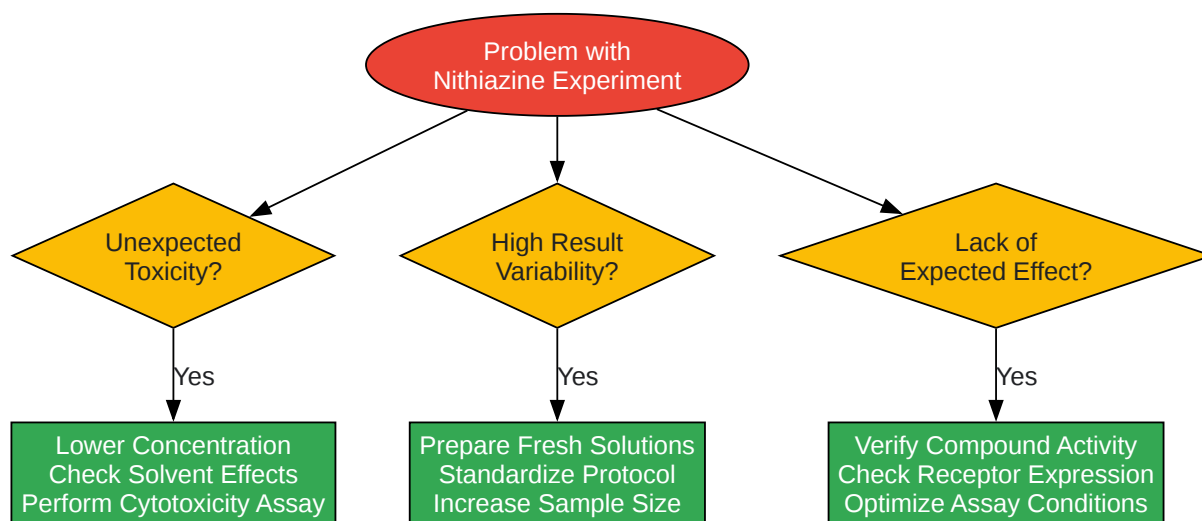 Problem with
Nithiazine Experiment
Unexpected
Toxicity?
High Result
Variability?
Lack of
Expected Effect?
Yes
Yes
Yes
Lower Concentration
Check Solvent Effects
Perform Cytotoxicity Assay
Prepare Fresh Solutions
Standardize Protocol
Increase Sample Size
Verify Compound Activity
Check Receptor Expression
Optimize Assay Conditions